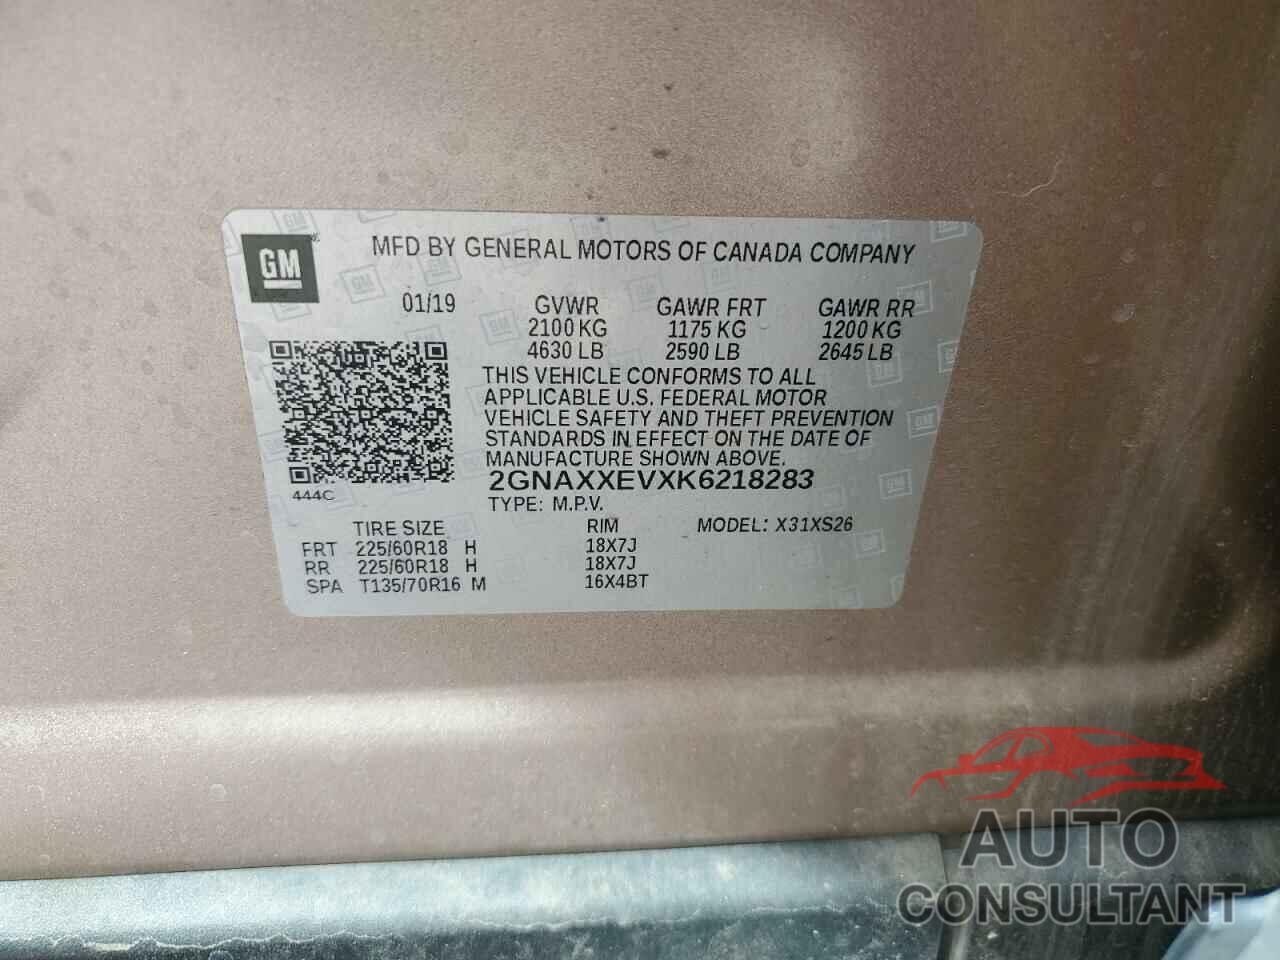 GM
MFD BY GENERAL MOTORS OF CANADA COMPANY
01/19 GVWR GAWR FRT GAWR RR
2100 KG 1175 KG 1200 KG
4630 LB 2590 LB 2645 LB
THIS VEHICLE CONFORMS TO ALL
APPLICABLE U.S. FEDERAL MOTOR
VEHICLE SAFETY AND THEFT PREVENTION
STANDARDS IN EFFECT ON THE DATE OF
MANUFACTURE SHOWN ABOVE.
2GNAXXEVXK6218283
444C
TYPE: M.P.V.
TIRE SIZE RIM MODEL: X31XS26
FRT 225/60R18 H 18X7J
RR 225/60R18 H 18X7J
SPA T135/70R16 M 16X4BT
AUTO
CONSULTANT